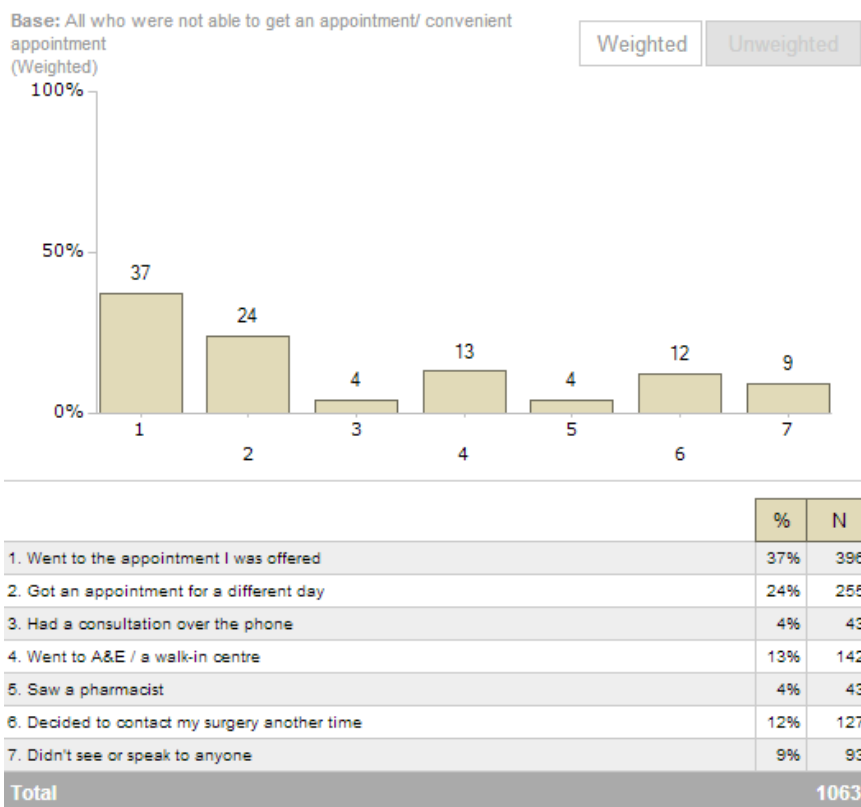 Base: All who were not able to get an appointment/ convenient
appointment
(Weighted)
Weighted Unweighted
100%
50%
0%
37
24
4
13
4
12
9
1 3 5 7
2 4 6
% N
1. Went to the appointment I was offered 37% 396
2. Got an appointment for a different day 24% 255
3. Had a consultation over the phone 4% 43
4. Went to A&E / a walk-in centre 13% 142
5. Saw a pharmacist 4% 43
6. Decided to contact my surgery another time 12% 127
7. Didn't see or speak to anyone 9% 93
Total 1063